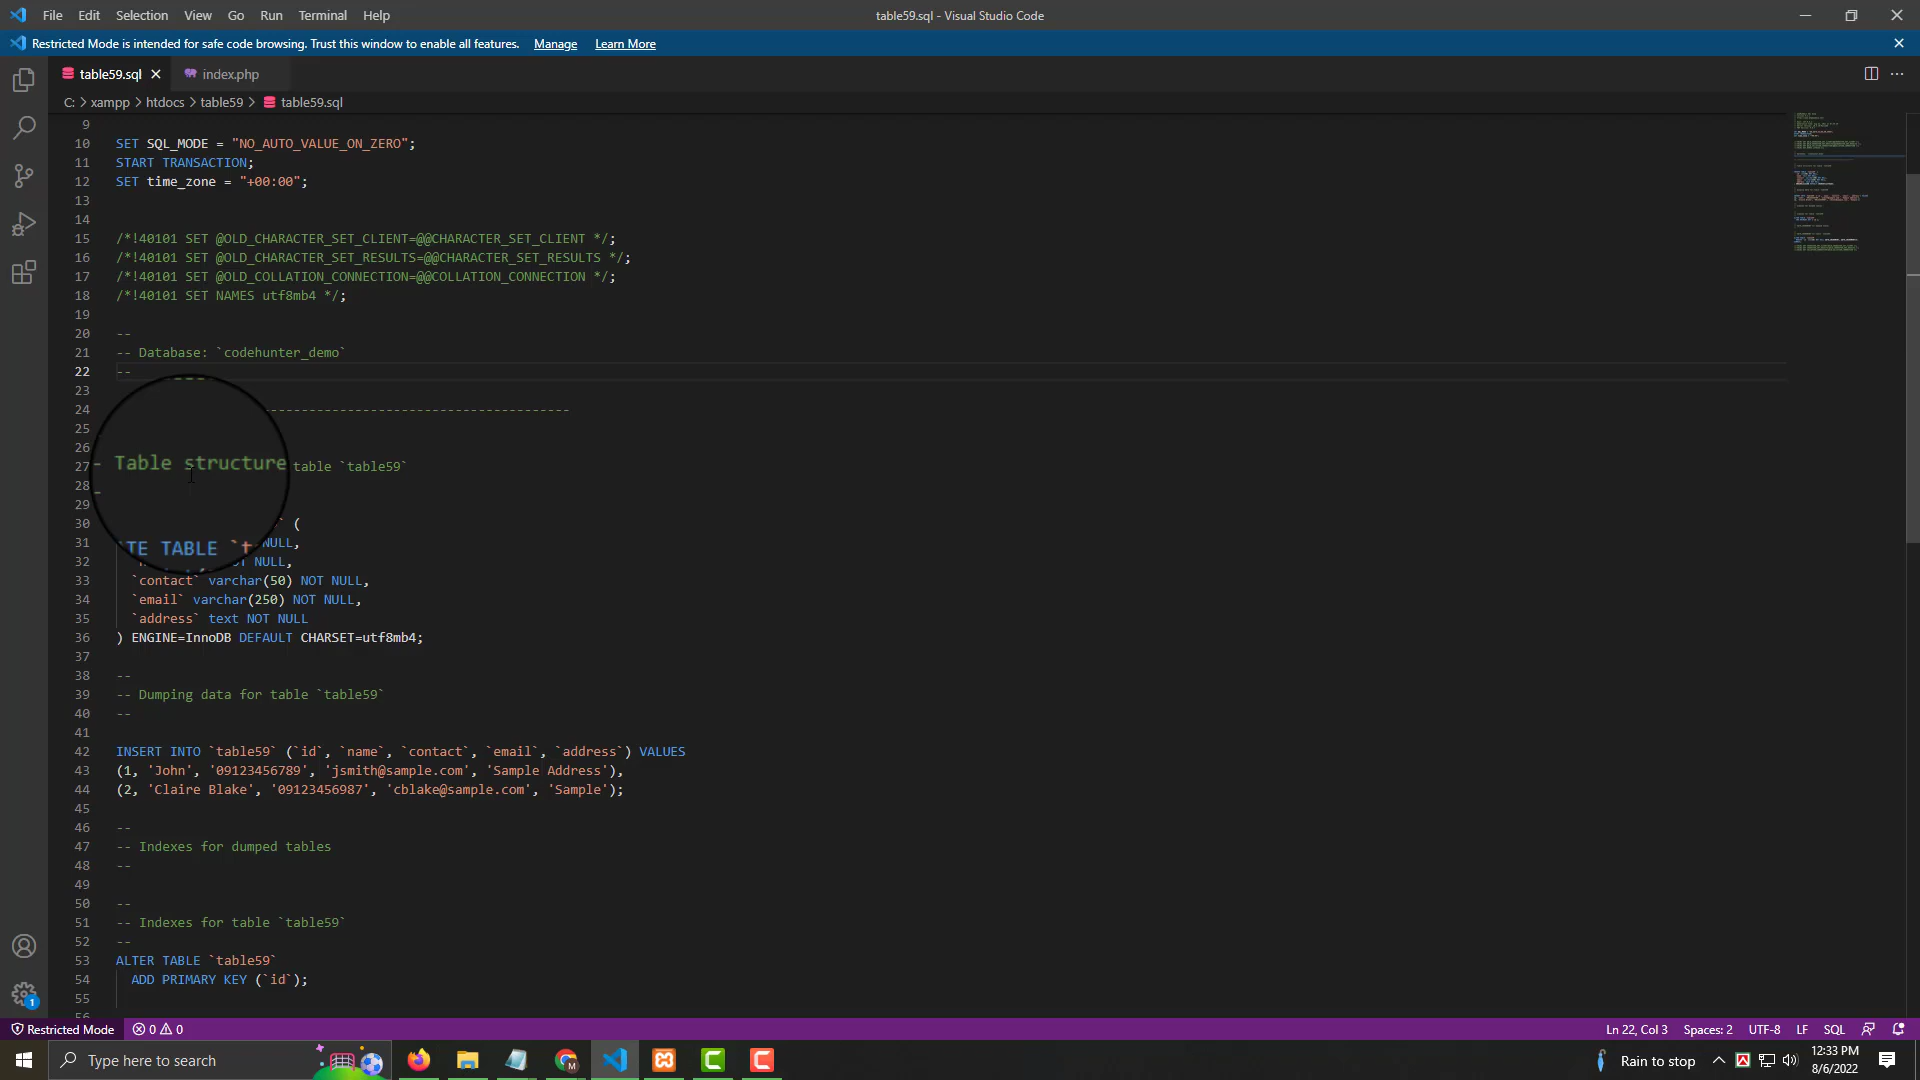 File Edit Selection View Go Run Terminal Help
table59.sql - Visual Studio Code
Restricted Mode is intended for safe code browsing. Trust this window to enable all features. Manage Learn More
table59.sql index.php
C: > xampp > htdocs > table59 > table59.sql
9
10 SET SQL_MODE = "NO_AUTO_VALUE_ON_ZERO";
11 START TRANSACTION;
12 SET time_zone = "+00:00";
13
14
15 /*!40101 SET @OLD_CHARACTER_SET_CLIENT=@@CHARACTER_SET_CLIENT */;
16 /*!40101 SET @OLD_CHARACTER_SET_RESULTS=@@CHARACTER_SET_RESULTS */;
17 /*!40101 SET @OLD_COLLATION_CONNECTION=@@COLLATION_CONNECTION */;
18 /*!40101 SET NAMES utf8mb4 */;
19
20 --
21 -- Database: `codehunter_demo`
22 --
23
24 ----------------------------------------
25
26
27 - Table structure table `table59`
28 -
29
30 ` (
31 TE TABLE `t NULL,
32 NOT NULL,
33 `contact` varchar(50) NOT NULL,
34 `email` varchar(250) NOT NULL,
35 `address` text NOT NULL
36 ) ENGINE=InnoDB DEFAULT CHARSET=utf8mb4;
37
38 --
39 -- Dumping data for table `table59`
40 --
41
42 INSERT INTO `table59` (`id`, `name`, `contact`, `email`, `address`) VALUES
43 (1, 'John', '09123456789', 'jsmith@sample.com', 'Sample Address'),
44 (2, 'Claire Blake', '09123456987', 'cblake@sample.com', 'Sample');
45
46 --
47 -- Indexes for dumped tables
48 --
49
50 --
51 -- Indexes for table `table59`
52 --
53 ALTER TABLE `table59`
54 ADD PRIMARY KEY (`id`);
55
56
1
Restricted Mode 0 0
Ln 22, Col 3 Spaces: 2 UTF-8 LF SQL
Type here to search
M
Rain to stop
12:33 PM
8/6/2022